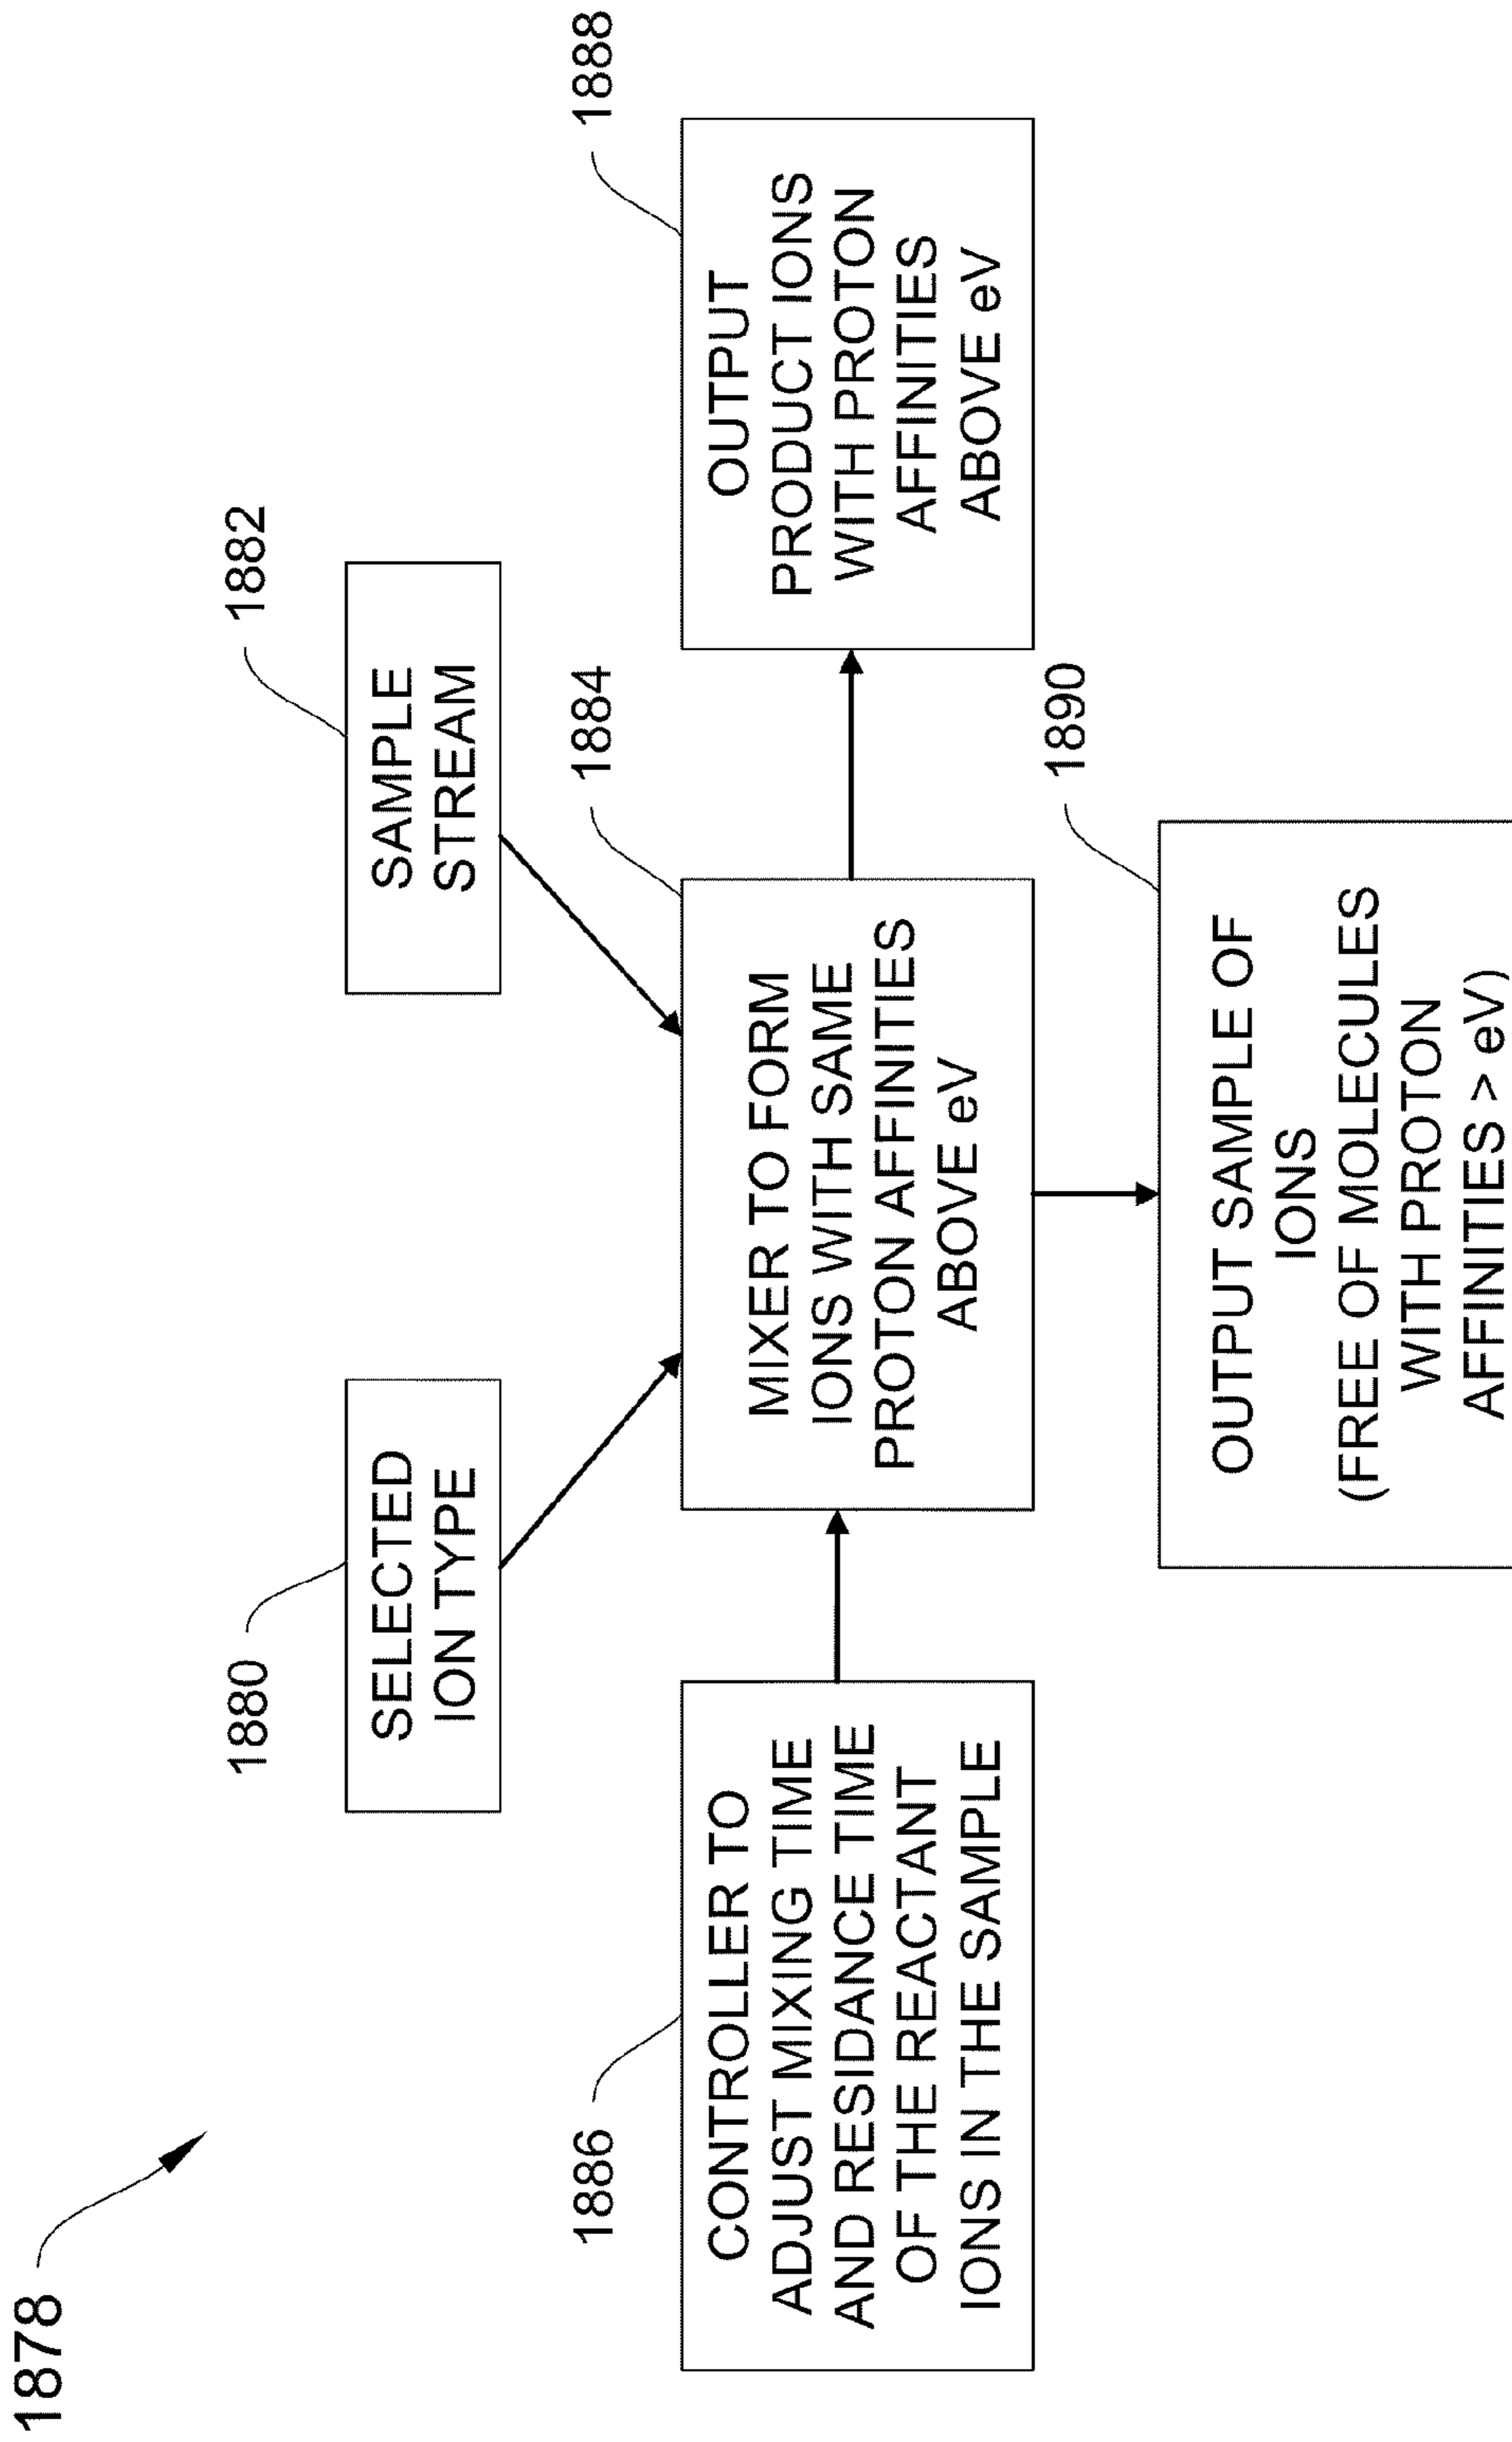 1878
1880
SELECTED
ION TYPE
1882
SAMPLE
STREAM
1886
CONTROLLER TO
ADJUST MIXING TIME
AND RESIDANCE TIME
OF THE REACTANT
IONS IN THE SAMPLE
1884
MIXER TO FORM
IONS WITH SAME
PROTON AFFINITIES
ABOVE eV
1888
OUTPUT
PRODUCT IONS
WITH PROTON
AFFINITIES
ABOVE eV
1890
OUTPUT SAMPLE OF
IONS
(FREE OF MOLECULES
WITH PROTON
AFFINITIES > eV)